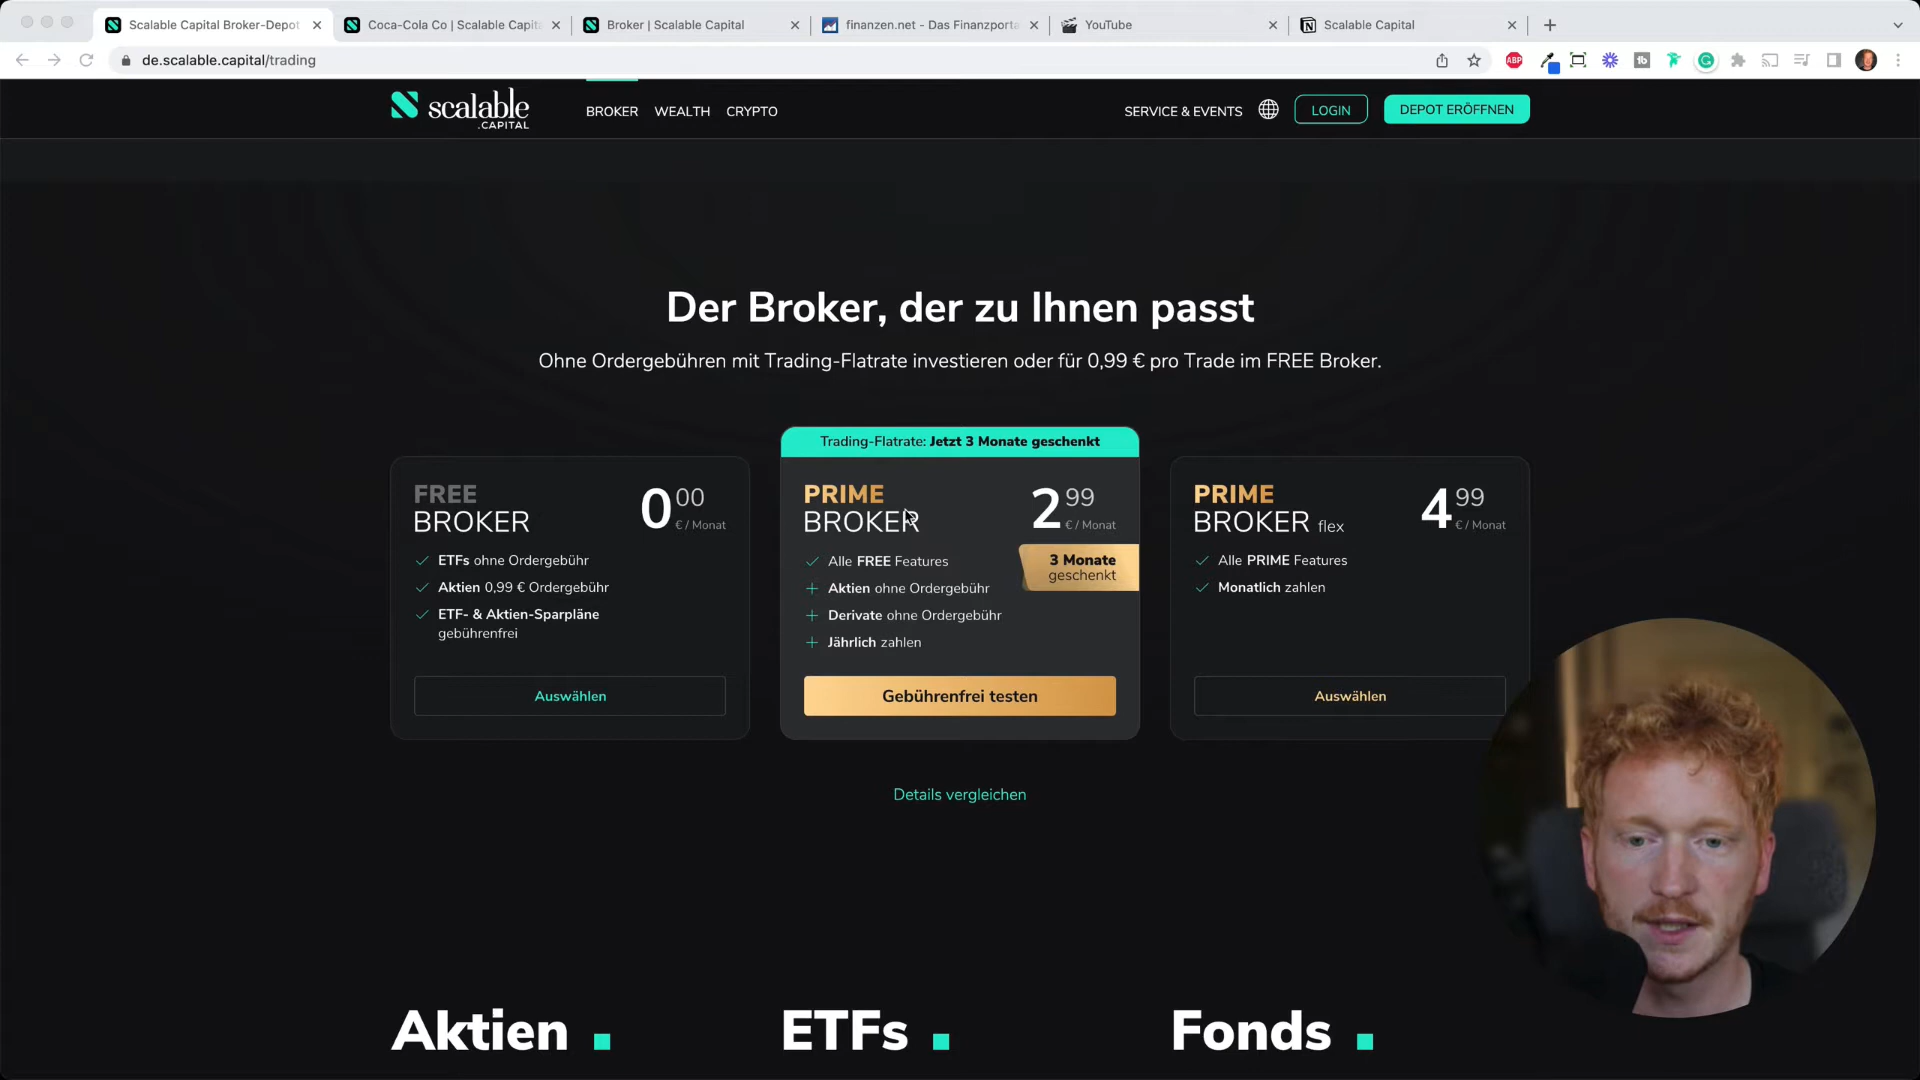 Scalable Capital Broker-Depot
Coca-Cola Co | Scalable Capit
Broker | Scalable Capital
finanzen.net - Das Finanzporta
YouTube
Scalable Capital
de.scalable.capital/trading
ABP
scalable
.CAPITAL
BROKER
WEALTH
CRYPTO
SERVICE & EVENTS
LOGIN
DEPOT ERÖFFNEN
Der Broker, der zu Ihnen passt
Ohne Ordergebühren mit Trading-Flatrate investieren oder für 0,99 € pro Trade im FREE Broker.
FREE
BROKER
0 00
€ / Monat
ETFs ohne Ordergebühr
Aktien 0,99 € Ordergebühr
ETF- & Aktien-Sparpläne
gebührenfrei
Auswählen
Trading-Flatrate: Jetzt 3 Monate geschenkt
PRIME
BROKER
2 99
€ / Monat
3 Monate
geschenkt
Alle FREE Features
Aktien ohne Ordergebühr
Derivate ohne Ordergebühr
Jährlich zahlen
Gebührenfrei testen
PRIME
BROKER flex
4 99
€ / Monat
Alle PRIME Features
Monatlich zahlen
Auswählen
Details vergleichen
Aktien
ETFs
Fonds